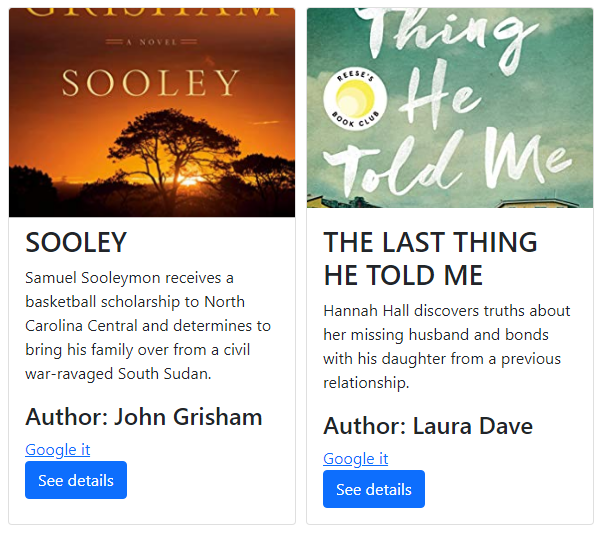 GRISHAM
A NOVEL
SOOLEY
SOOLEY
Samuel Sooleymon receives a
basketball scholarship to North
Carolina Central and determines to
bring his family over from a civil
war-ravaged South Sudan.
Author: John Grisham
Google it
See details
Thing
He
Told Me
REESE'S
BOOK CLUB
THE LAST THING
HE TOLD ME
Hannah Hall discovers truths about
her missing husband and bonds
with his daughter from a previous
relationship.
Author: Laura Dave
Google it
See details